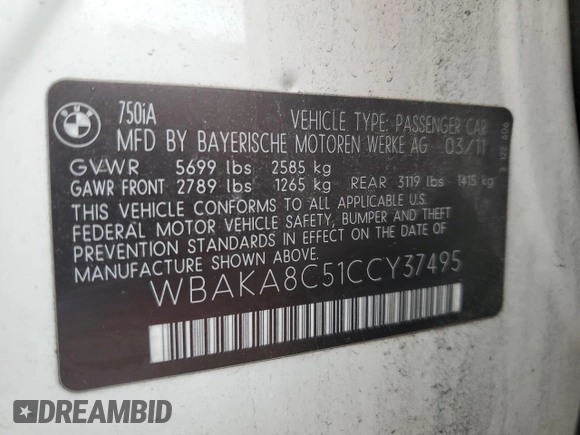 BMW
750iA
VEHICLE TYPE: PASSENGER CAR
MFD BY BAYERISCHE MOTOREN WERKE AG 03/11
GVWR 5699 lbs 2585 kg
GAWR FRONT 2789 lbs 1265 kg REAR 3119 lbs 1415 kg
THIS VEHICLE CONFORMS TO ALL APPLICABLE U.S.
FEDERAL MOTOR VEHICLE SAFETY, BUMPER AND THEFT
PREVENTION STANDARDS IN EFFECT ON THE DATE OF
MANUFACTURE SHOWN ABOVE.
WBAKA8C51CCY37495
DREAMBID